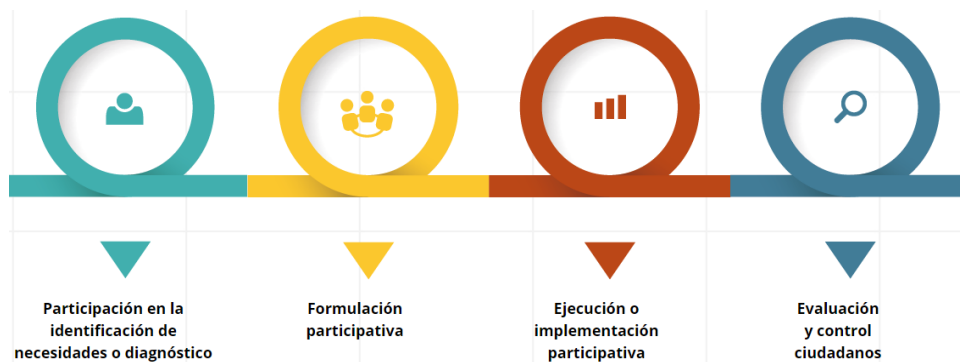 Participación en la
identificación de
necesidades o diagnóstico
Formulación
participativa
Ejecución o
implementación
participativa
Evaluación
y control
ciudadanos